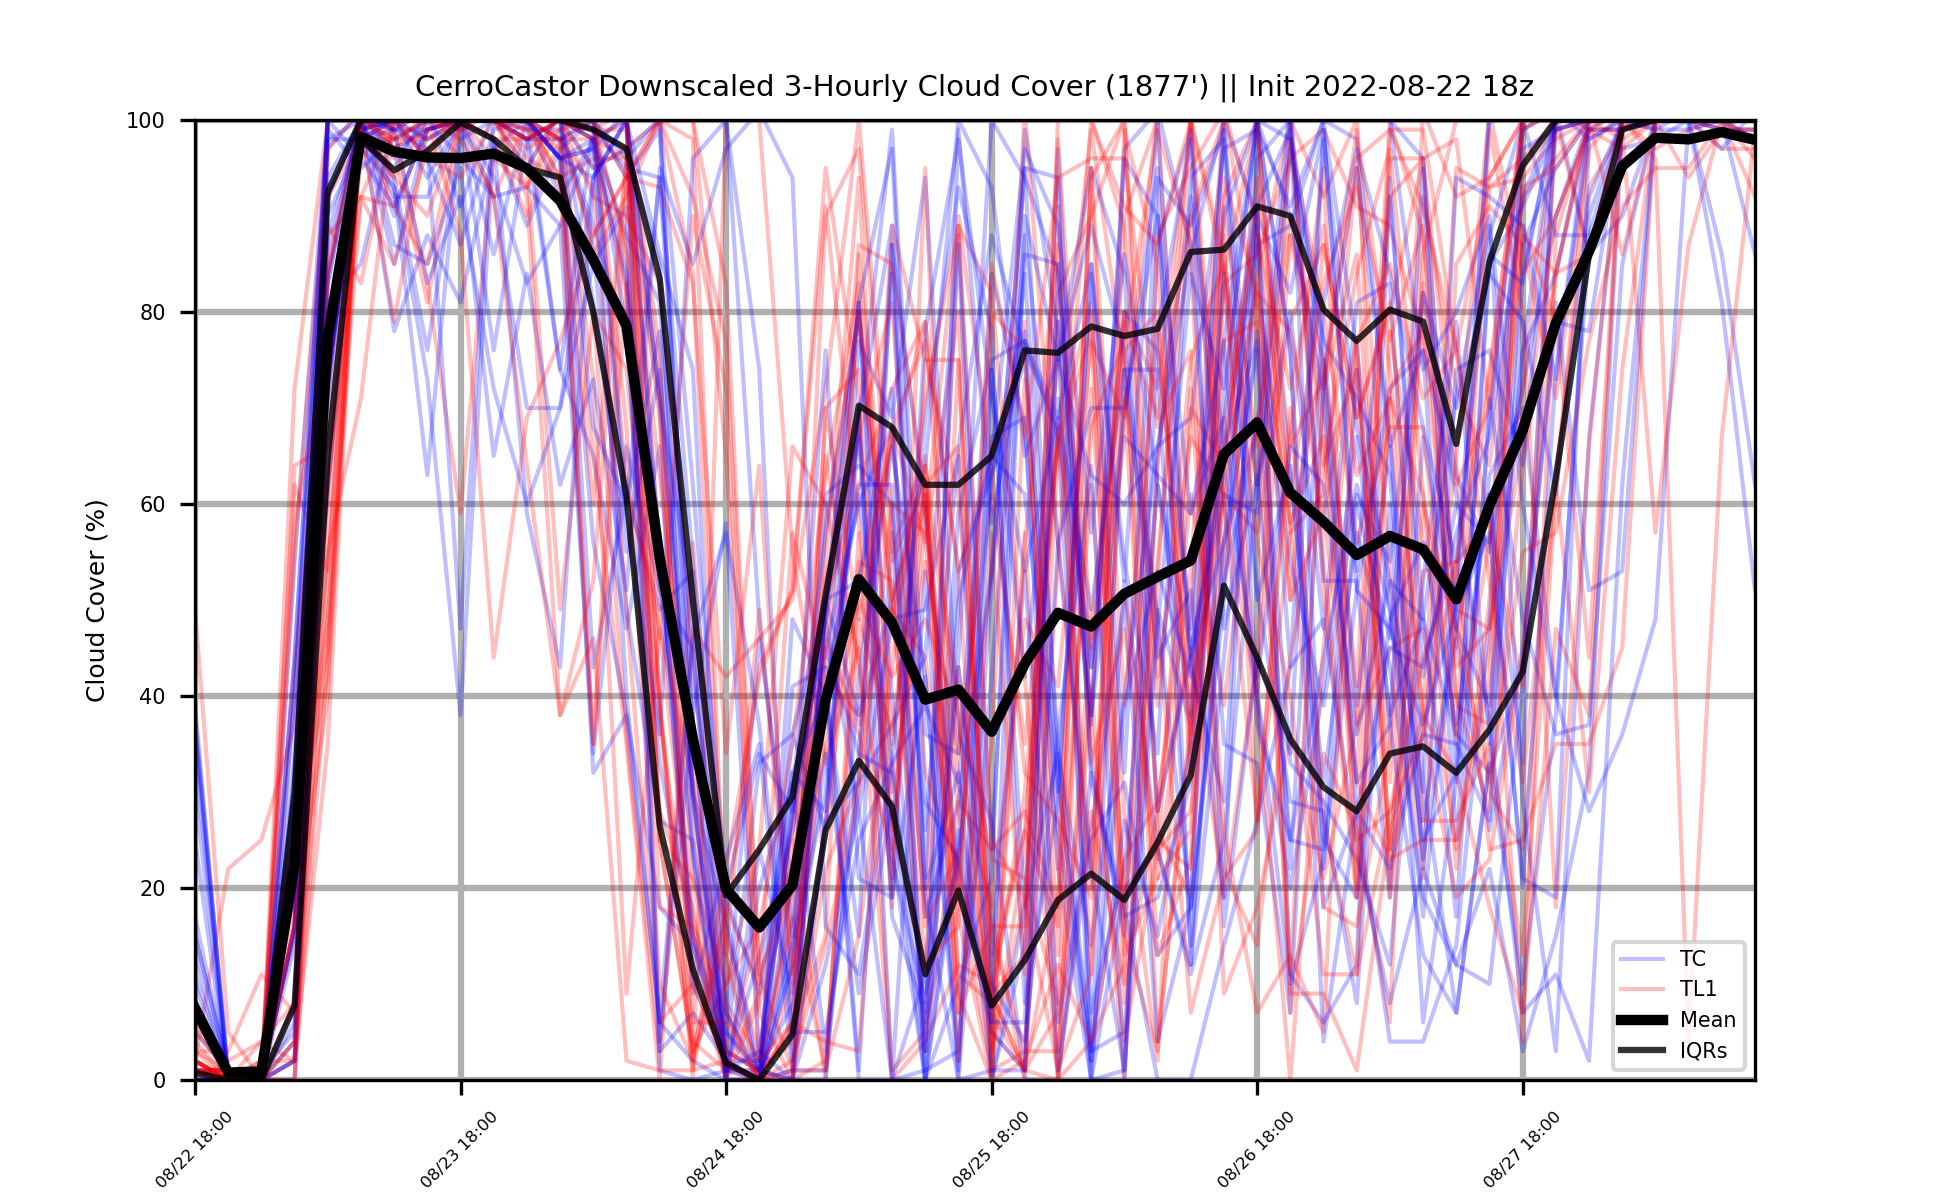 CerroCastor Downscaled 3-Hourly Cloud Cover (1877') || Init 2022-08-22 18z
Cloud Cover (%)
100
80
60
40
20
0
TC
TL1
Mean
IQRs
08/22 18:00
08/23 18:00
08/24 18:00
08/25 18:00
08/26 18:00
08/27 18:00